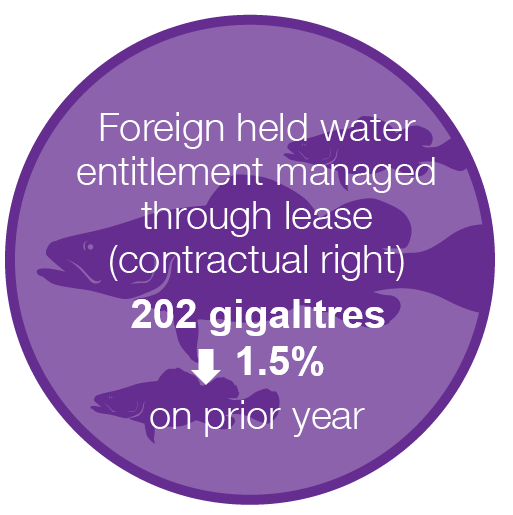 Foreign held water
entitlement managed
through lease
(contractual right)
202 gigalitres
⬇ 1.5%
on prior year